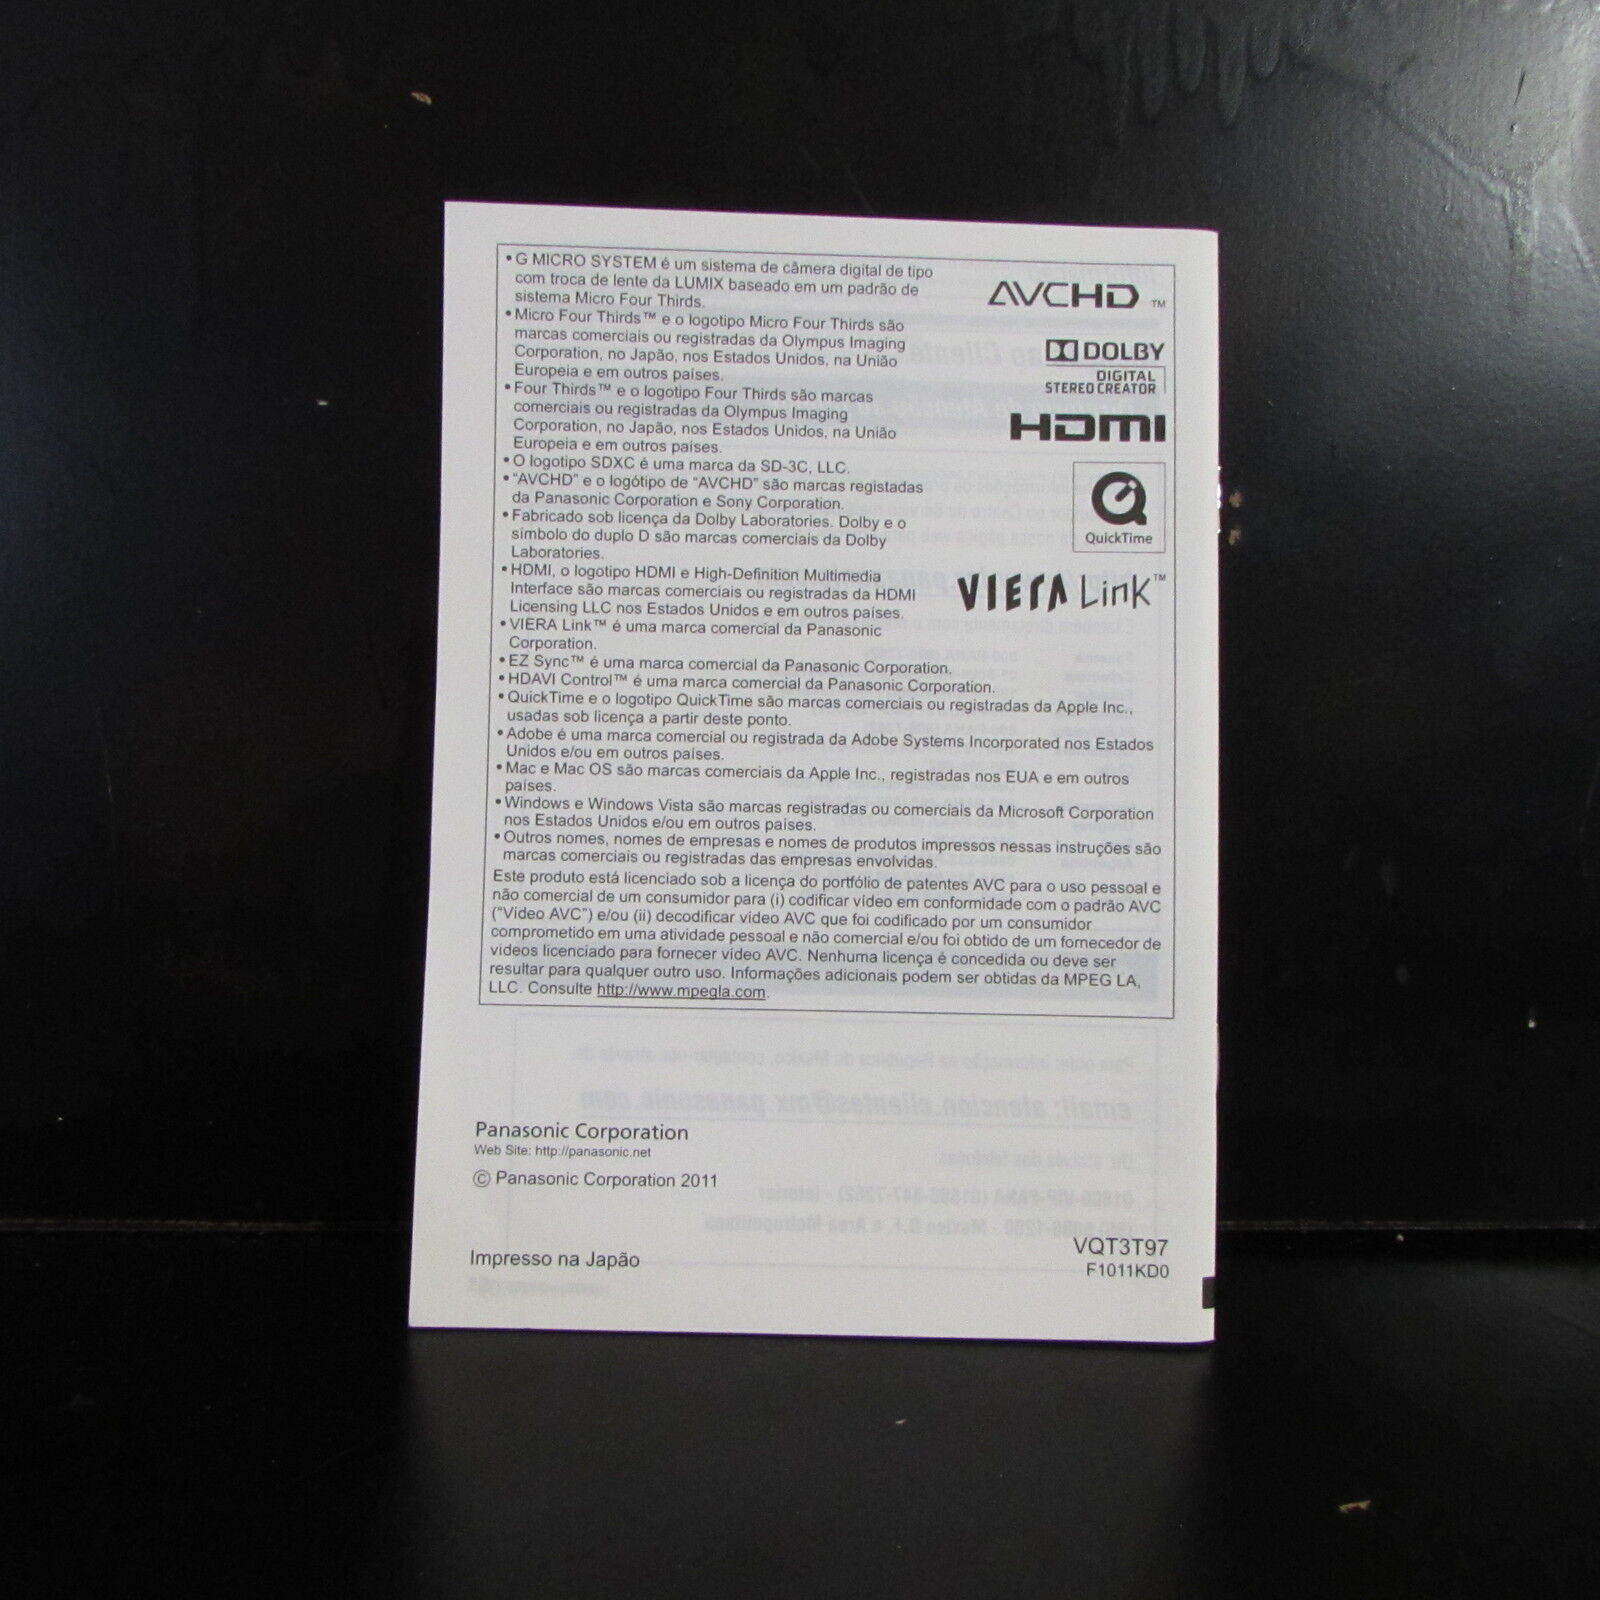 • G MICRO SYSTEM é um sistema de câmera digital de tipo
com troca de lente da LUMIX baseado em um padrão de
sistema Micro Four Thirds.
• Micro Four Thirds™ e o logotipo Micro Four Thirds são
marcas comerciais ou registradas da Olympus Imaging
Corporation, no Japão, nos Estados Unidos, na União
Europeia e em outros países.
• Four Thirds™ e o logotipo Four Thirds são marcas
comerciais ou registradas da Olympus Imaging
Corporation, no Japão, nos Estados Unidos, na União
Europeia e em outros países.
• O logotipo SDXC é uma marca da SD-3C, LLC.
• “AVCHD” e o logótipo de “AVCHD” são marcas registadas
da Panasonic Corporation e Sony Corporation.
• Fabricado sob licença da Dolby Laboratories. Dolby e o
símbolo do duplo D são marcas comerciais da Dolby
Laboratories.
• HDMI, o logotipo HDMI e High-Definition Multimedia
Interface são marcas comerciais ou registradas da HDMI
Licensing LLC nos Estados Unidos e em outros países.
• VIERA Link™ é uma marca comercial da Panasonic
Corporation.
• EZ Sync™ é uma marca comercial da Panasonic Corporation.
• HDAVI Control™ é uma marca comercial da Panasonic Corporation.
• QuickTime e o logotipo QuickTime são marcas comerciais ou registradas da Apple Inc.,
usadas sob licença a partir deste ponto.
• Adobe é uma marca comercial ou registrada da Adobe Systems Incorporated nos Estados
Unidos e/ou em outros países.
• Mac e Mac OS são marcas comerciais da Apple Inc., registradas nos EUA e em outros
países.
• Windows e Windows Vista são marcas registradas ou comerciais da Microsoft Corporation
nos Estados Unidos e/ou em outros países.
• Outros nomes, nomes de empresas e nomes de produtos impressos nessas instruções são
marcas comerciais ou registradas das empresas envolvidas.
Este produto está licenciado sob a licença do portfólio de patentes AVC para o uso pessoal e
não comercial de um consumidor para (i) codificar vídeo em conformidade com o padrão AVC
(“Vídeo AVC”) e/ou (ii) decodificar vídeo AVC que foi codificado por um consumidor
comprometido em uma atividade pessoal e não comercial e/ou foi obtido de um fornecedor de
vídeos licenciado para fornecer vídeo AVC. Nenhuma licença é concedida ou deve ser
resultar para qualquer outro uso. Informações adicionais podem ser obtidas da MPEG LA,
LLC. Consulte http://www.mpegla.com.
AVCHD ™
DOLBY
DIGITAL
STEREO CREATOR
HDMI
QuickTime
VIERA Link™
Panasonic Corporation
Web Site: http://panasonic.net
© Panasonic Corporation 2011
Impresso na Japão
VQT3T97
F1011KD0